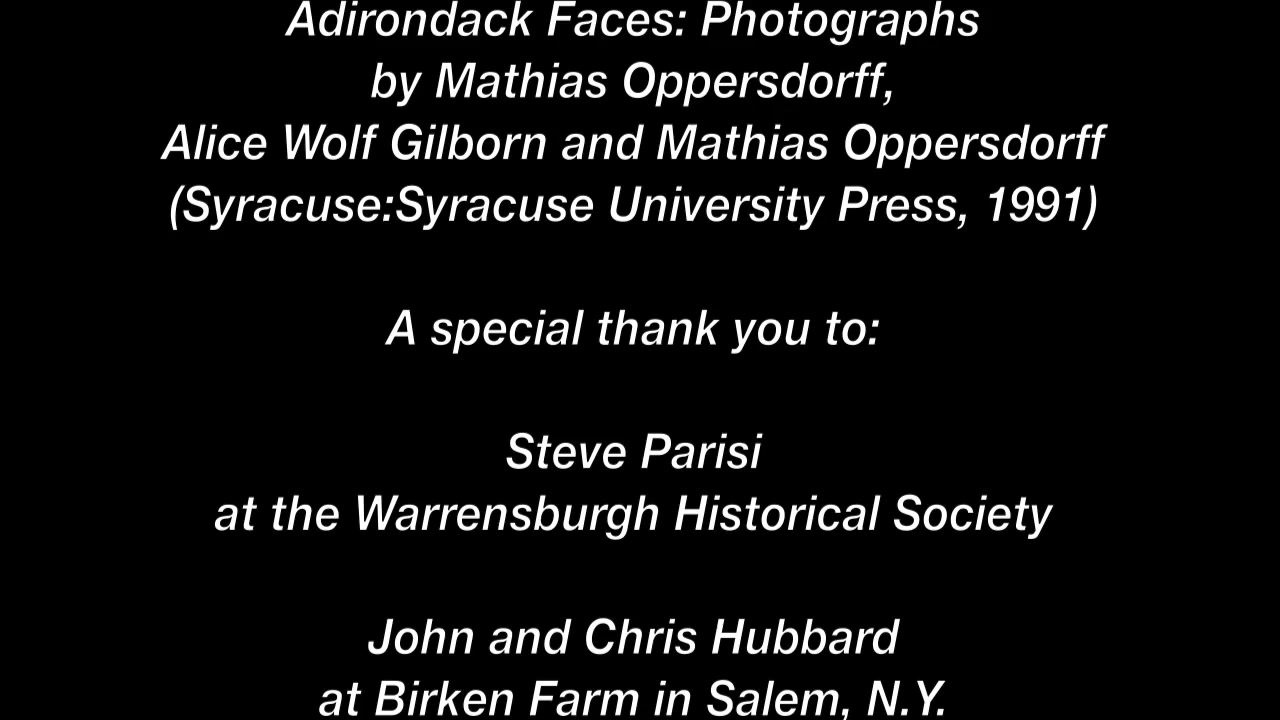 Adirondack Faces: Photographs
by Mathias Oppersdorff,
Alice Wolf Gilborn and Mathias Oppersdorff
(Syracuse:Syracuse University Press, 1991)
A special thank you to:
Steve Parisi
at the Warrensburgh Historical Society
John and Chris Hubbard
at Birken Farm in Salem, N.Y.